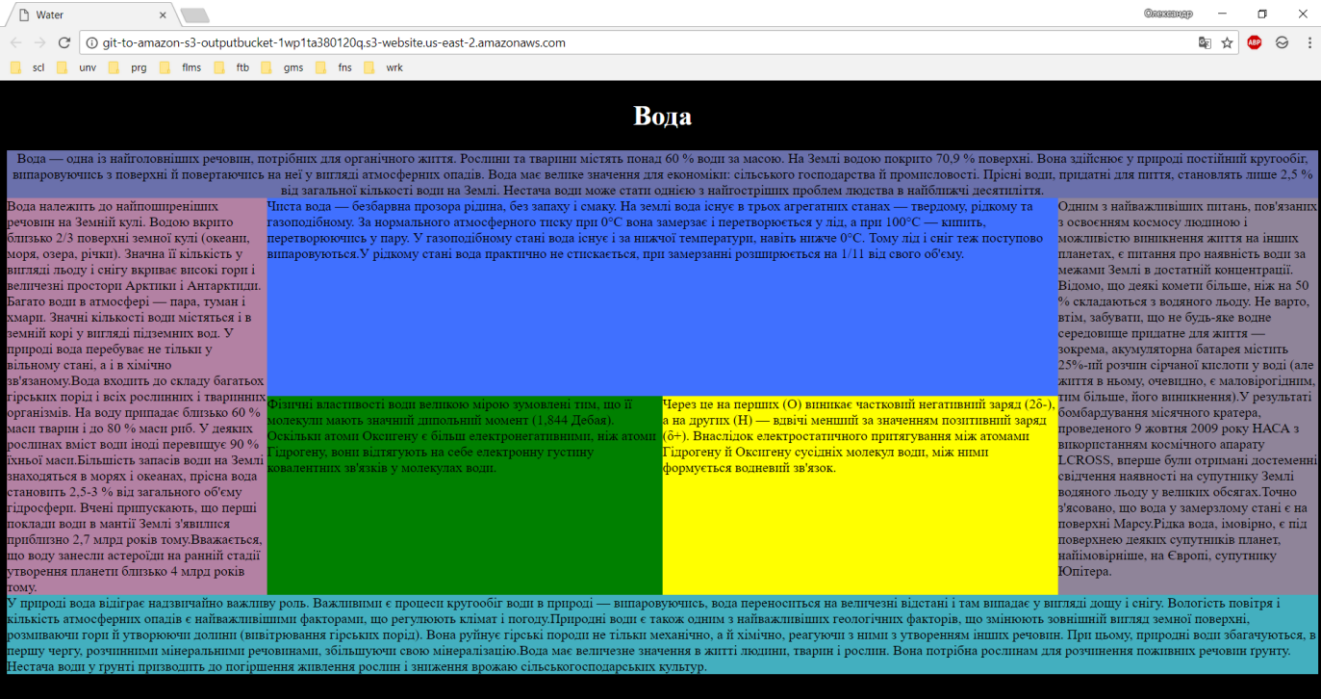 Water
Олександр
git-to-amazon-s3-outputbucket-1wp1ta380120q.s3-website.us-east-2.amazonaws.com
ABP
scl unv prg flms ftb gms fns wrk
Вода
Вода — одна із найголовніших речовин, потрібних для органічного життя. Рослини та тварини містять понад 60 % води за масою. На Землі водою покрито 70,9 % поверхні. Вона здійснює у природі постійний кругообіг,
випаровуючись з поверхні й повертаючись на неї у вигляді атмосферних опадів. Вода має велике значення для економіки: сільського господарства й промисловості. Прісні води, придатні для пиття, становлять лише 2,5 %
від загальної кількості води на Землі. Нестача води може стати однією з найгостріших проблем людства в найближчі десятиліття.
Вода належить до найпоширеніших
речовин на Земній кулі. Водою вкрито
близько 2/3 поверхні земної кулі (океани,
моря, озера, річки). Значна її кількість у
вигляді льоду і снігу вкриває високі гори і
величезні простори Арктики і Антарктиди.
Багато води в атмосфері — пара, туман і
хмари. Значні кількості води містяться і в
земній корі у вигляді підземних вод. У
природі вода перебуває не тільки у
вільному стані, а і в хімічно
зв'язаному.Вода входить до складу багатьох
гірських порід і всіх рослинних і тваринних
організмів. На воду припадає близько 60 %
маси тварин і до 80 % маси риб. У деяких
рослинах вміст води іноді перевищує 90 %
їхньої маси.Більшість запасів води на Землі
знаходяться в морях і океанах, прісна вода
становить 2,5-3 % від загального об'єму
гідросфери. Вчені припускають, що перші
поклади води в мантії Землі з'явилися
приблизно 2,7 млрд років тому.Вважається,
що воду занесли астероїди на ранній стадії
утворення планети близько 4 млрд років
тому.
Чиста вода — безбарвна прозора рідина, без запаху і смаку. На землі вода існує в трьох агрегатних станах — твердому, рідкому та
газоподібному. За нормального атмосферного тиску при 0°C вона замерзає і перетворюється у лід, а при 100°C — кипить,
перетворюючись у пару. У газоподібному стані вода існує і за нижчої температури, навіть нижче 0°C. Тому лід і сніг теж поступово
випаровуються.У рідкому стані вода практично не стискається, при замерзанні розширюється на 1/11 від свого об'єму.
Фізичні властивості води великою мірою зумовлені тим, що її
молекули мають значний дипольний момент (1,844 Дебая).
Оскільки атоми Оксигену є більш електронегативними, ніж атоми
Гідрогену, вони відтягують на себе електронну густину
ковалентних зв'язків у молекулах води.
Через це на перших (О) виникає частковий негативний заряд (2δ-),
а на других (Н) — вдвічі менший за значенням позитивний заряд
(δ+). Внаслідок електростатичного притягування між атомами
Гідрогену й Оксигену сусідніх молекул води, між ними
формується водневий зв'язок.
Одним з найважливіших питань, пов'язаних
з освоєнням космосу людиною і
можливістю виникнення життя на інших
планетах, є питання про наявність води за
межами Землі в достатній концентрації.
Відомо, що деякі комети більше, ніж на 50
% складаються з водяного льоду. Не варто,
втім, забувати, що не будь-яке водне
середовище придатне для життя —
зокрема, акумуляторна батарея містить
25%-ий розчин сірчаної кислоти у воді (але
життя в ньому, очевидно, є маловірогідним,
тим більше, його виникнення).У результаті
бомбардування місячного кратера,
проведеного 9 жовтня 2009 року НАСА з
використанням космічного апарату
LCROSS, вперше були отримані достеменні
свідчення наявності на супутнику Землі
водяного льоду у великих обсягах.Точно
з'ясовано, що вода у замерзлому стані є на
поверхні Марсу.Рідка вода, імовірно, є під
поверхнею деяких супутників планет,
найімовірніше, на Європі, супутнику
Юпітера.
У природі вода відіграє надзвичайно важливу роль. Важливими є процеси кругообіг води в природі — випаровуючись, вода переноситься на величезні відстані і там випадає у вигляді дощу і снігу. Вологість повітря і
кількість атмосферних опадів є найважливішими факторами, що регулюють клімат і погоду.Природні води є також одним з найважливіших геологічних факторів, що змінюють зовнішній вигляд земної поверхні,
розмиваючи гори й утворюючи долини (вивітрювання гірських порід). Вона руйнує гірські породи не тільки механічно, а й хімічно, реагуючи з ними з утворенням інших речовин. При цьому, природні води збагачуються, в
першу чергу, розчинними мінеральними речовинами, збільшуючи свою мінералізацію.Вода має величезне значення в житті людини, тварин і рослин. Вона потрібна рослинам для розчинення поживних речовин ґрунту.
Нестача води у ґрунті призводить до погіршення живлення рослин і зниження врожаю сільськогосподарських культур.